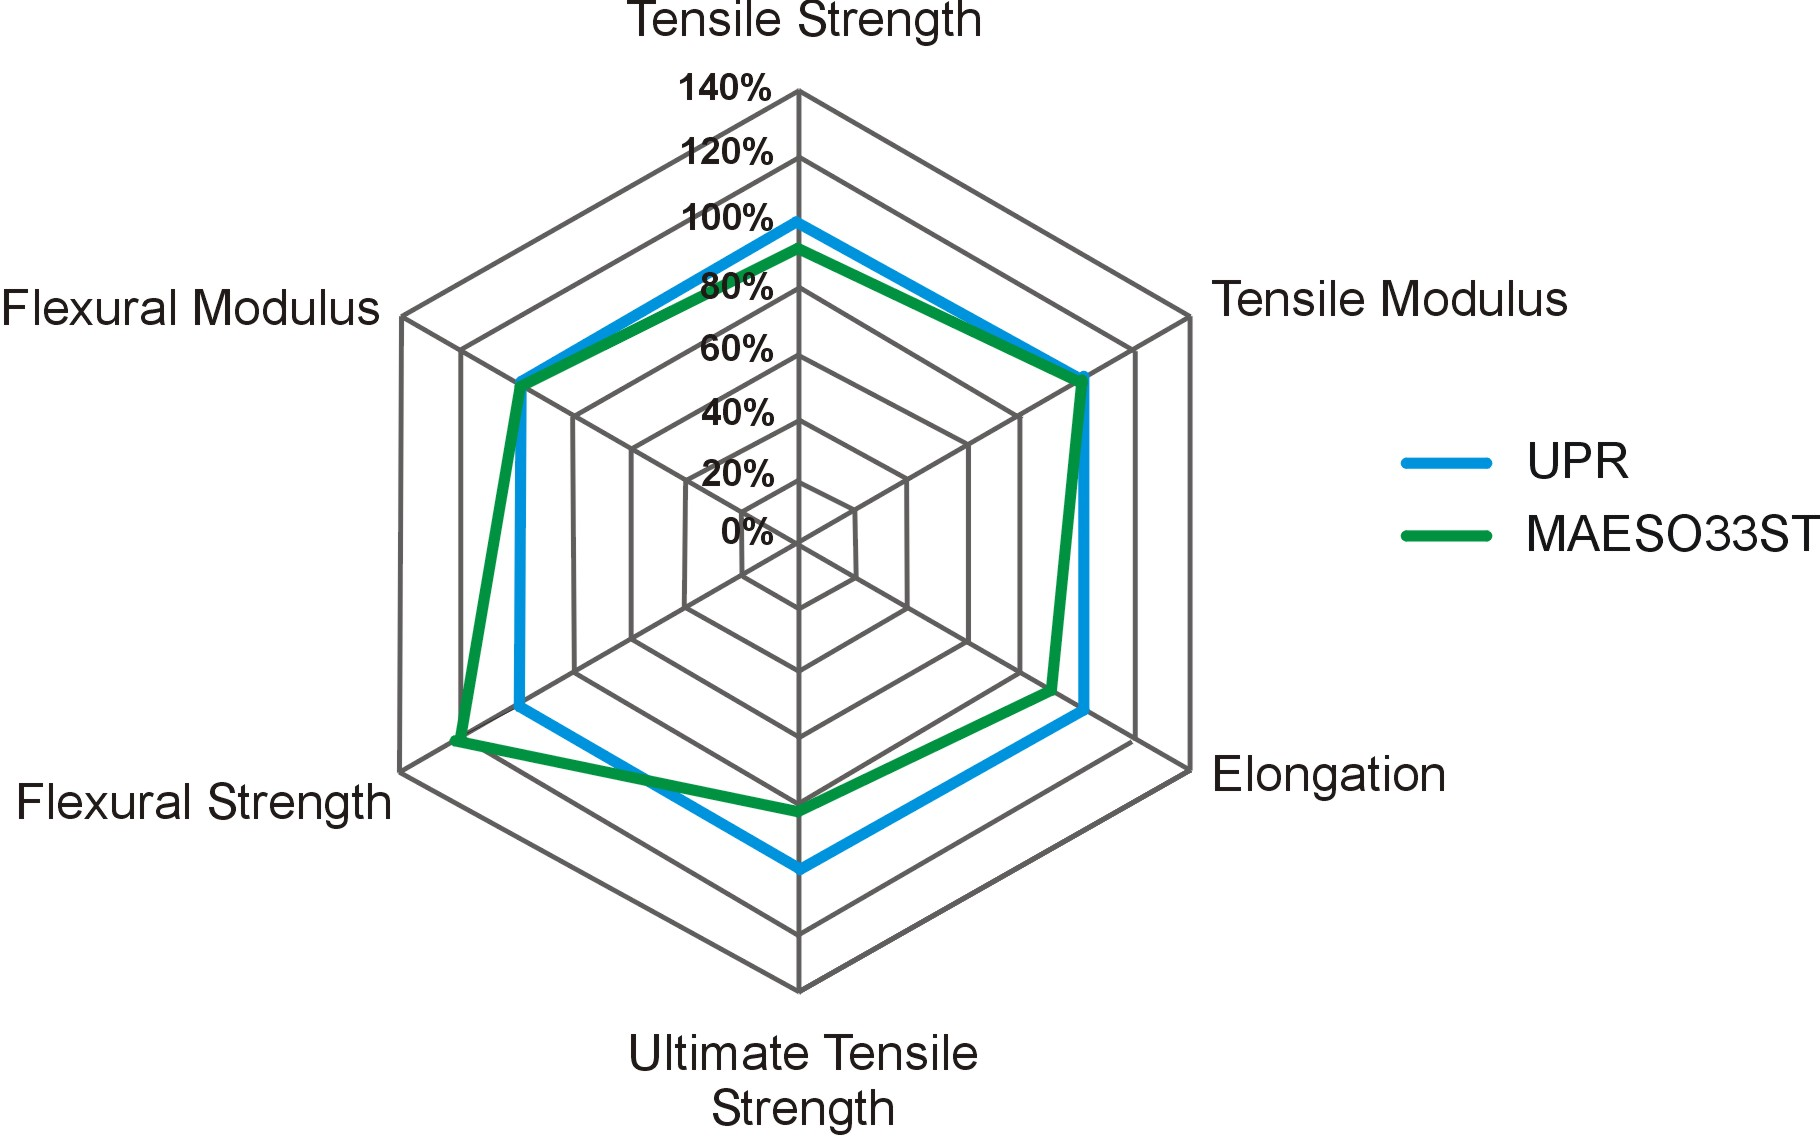 Tensile Strength
140%
120%
100%
80%
60%
40%
20%
0%
Flexural Modulus
Tensile Modulus
UPR
MAESO33ST
Flexural Strength
Elongation
Ultimate Tensile
Strength